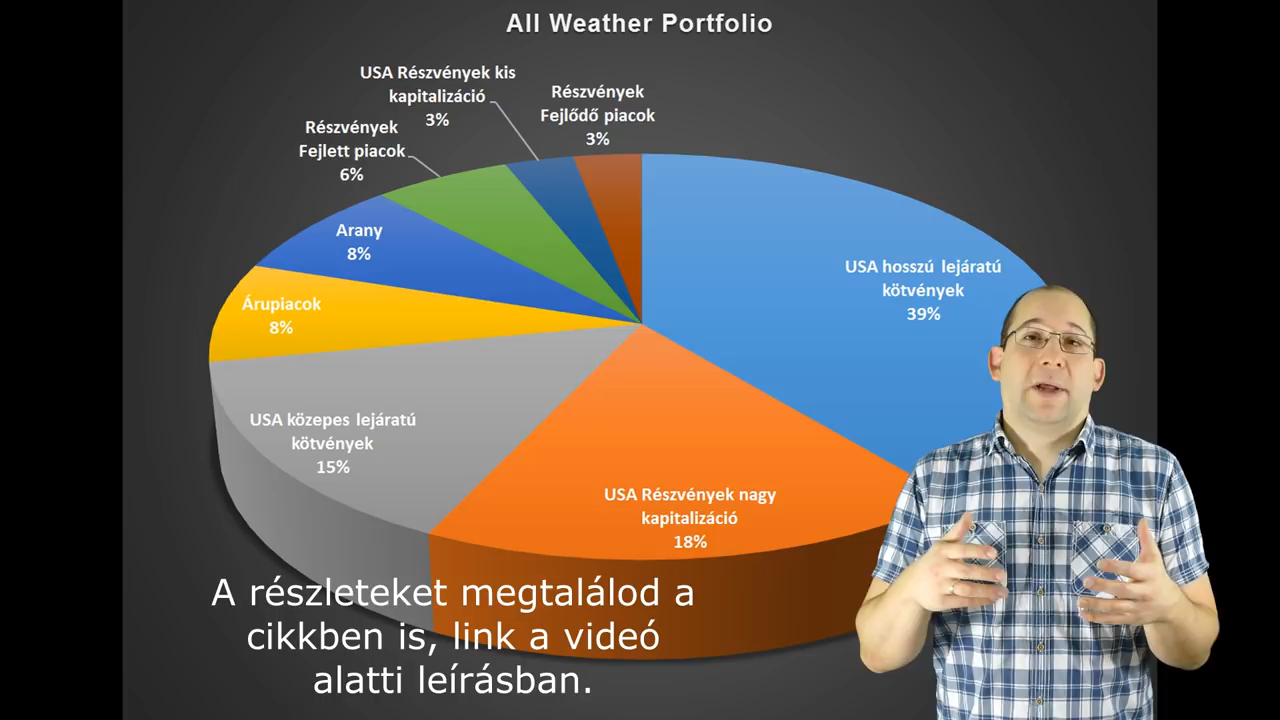 All Weather Portfolio
USA Részvények kis
kapitalizáció
3%
Részvények
Fejlődő piacok
3%
Részvények
Fejlett piacok
6%
Arany
8%
USA hosszú lejáratú
kötvények
39%
Árupiacok
8%
USA közepes lejáratú
kötvények
15%
USA Részvények nagy
kapitalizáció
18%
A részleteket megtalálod a
cikkben is, link a videó
alatti leírásban.